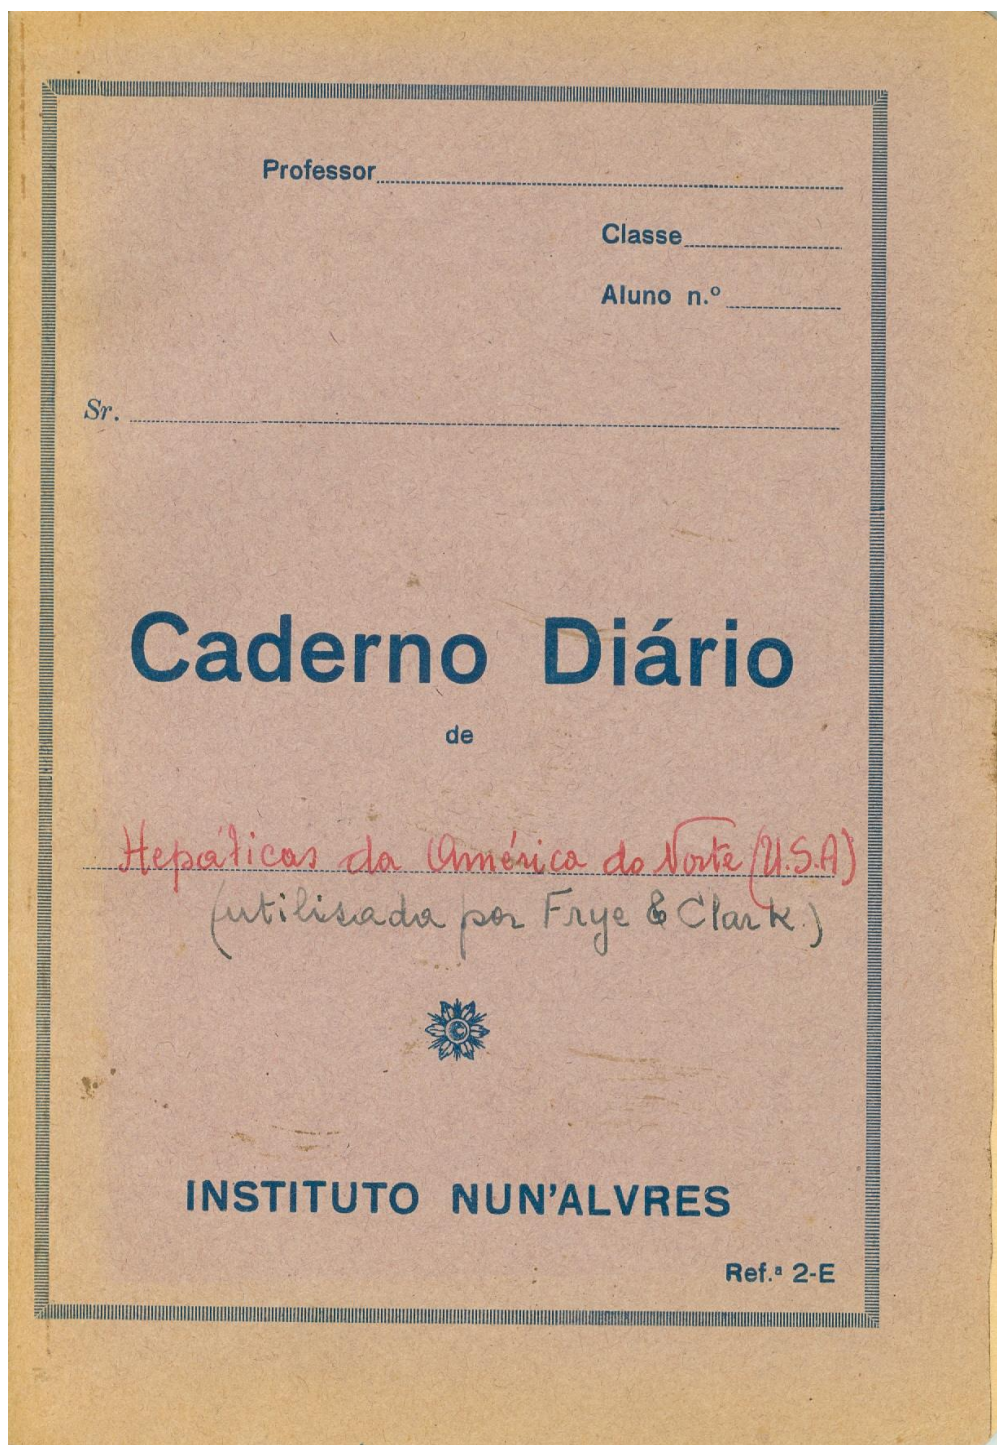 Professor
Classe
Aluno n.º
Sr.
Caderno Diário
de
Hepáticas da América do Norte (U.S.A)
(utilisada por Frye & Clark)
INSTITUTO NUN'ALVRES
Ref.ª 2-E